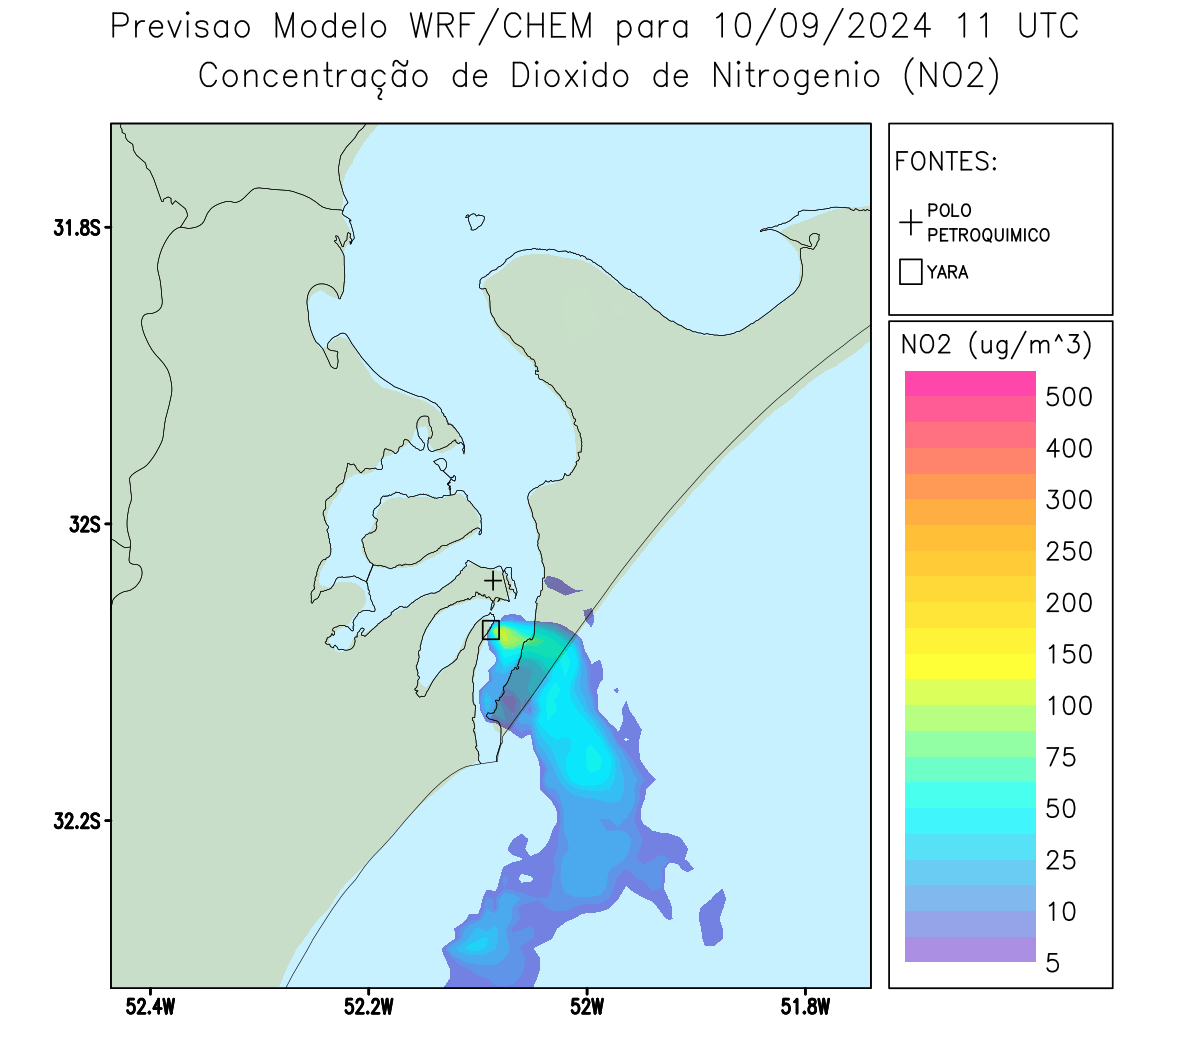 Previsao Modelo WRF/CHEM para 10/09/2024 11 UTC
Concentração de Dioxido de Nitrogenio (NO2)
FONTES:
POLO
PETROQUIMICO
YARA
NO2 (ug/m^3)
500
400
300
250
200
150
100
75
50
25
10
5
31.8S
32S
32.2S
52.4W
52.2W
52W
51.8W